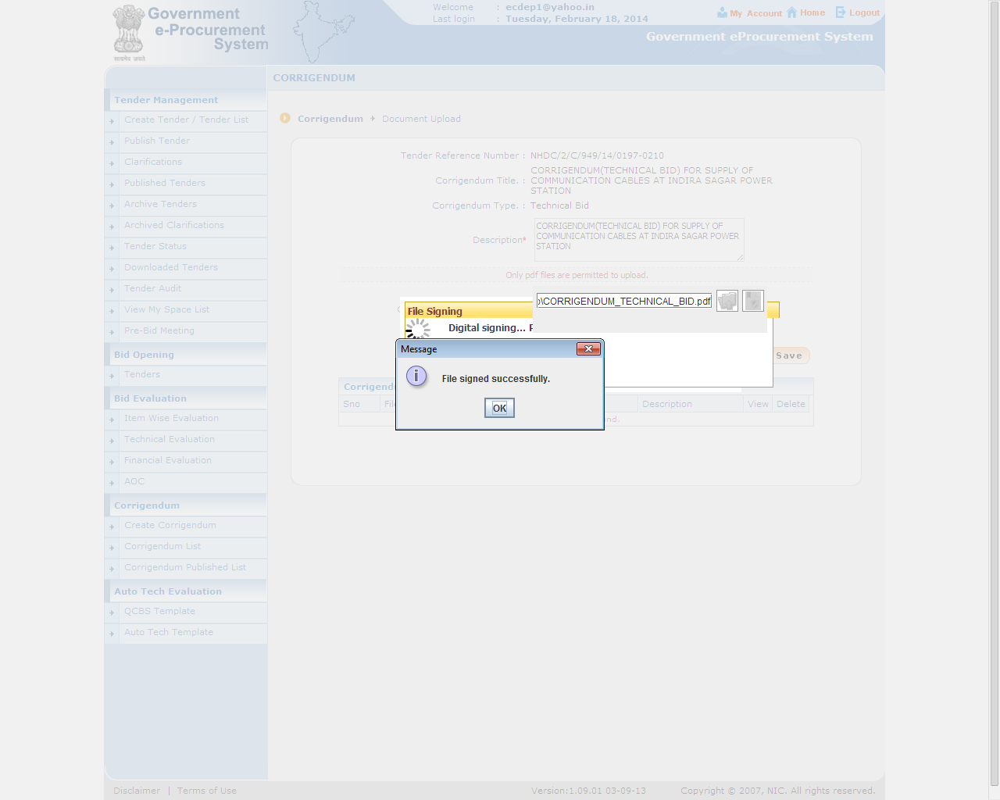 Government
e-Procurement
System
सत्यमेव जयते
Welcome : ecdep1@yahoo.in
Last login : Tuesday, February 18, 2014
My Account Home Logout
Government eProcurement System
CORRIGENDUM
Tender Management
Create Tender / Tender List
Publish Tender
Clarifications
Published Tenders
Archive Tenders
Archived Clarifications
Tender Status
Downloaded Tenders
Tender Audit
View My Space List
Pre-Bid Meeting
Bid Opening
Tenders
Bid Evaluation
Item Wise Evaluation
Technical Evaluation
Financial Evaluation
AOC
Corrigendum
Create Corrigendum
Corrigendum List
Corrigendum Published List
Auto Tech Evaluation
QCBS Template
Auto Tech Template
Corrigendum Document Upload
Tender Reference Number : NHDC/2/C/949/14/0197-0210
Corrigendum Title. : CORRIGENDUM(TECHNICAL BID) FOR SUPPLY OF
COMMUNICATION CABLES AT INDIRA SAGAR POWER
STATION
Corrigendum Type. : Technical Bid
Description*
CORRIGENDUM(TECHNICAL BID) FOR SUPPLY OF
COMMUNICATION CABLES AT INDIRA SAGAR POWER
STATION
Only pdf files are permitted to upload.
\CORRIGENDUM_TECHNICAL_BID.pdf
File Signing
Digital signing...
Message
File signed successfully.
OK
Save
Corrigend
Sno Description View Delete
nd.
Disclaimer | Terms of Use
Version:1.09.01 03-09-13
Copyright © 2007, NIC. All rights reserved.